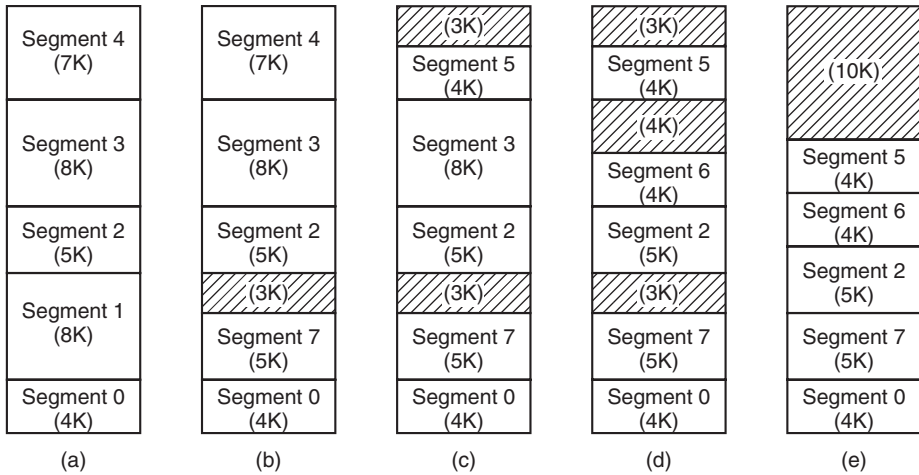 Segment 4
(7K)
Segment 3
(8K)
Segment 2
(5K)
Segment 1
(8K)
Segment 0
(4K)
(a)
Segment 4
(7K)
Segment 3
(8K)
Segment 2
(5K)
(3K)
Segment 7
(5K)
Segment 0
(4K)
(b)
(3K)
Segment 5
(4K)
Segment 3
(8K)
Segment 2
(5K)
(3K)
Segment 7
(5K)
Segment 0
(4K)
(c)
(3K)
Segment 5
(4K)
(4K)
Segment 6
(4K)
Segment 2
(5K)
(3K)
Segment 7
(5K)
Segment 0
(4K)
(d)
(10K)
Segment 5
(4K)
Segment 6
(4K)
Segment 2
(5K)
Segment 7
(5K)
Segment 0
(4K)
(e)